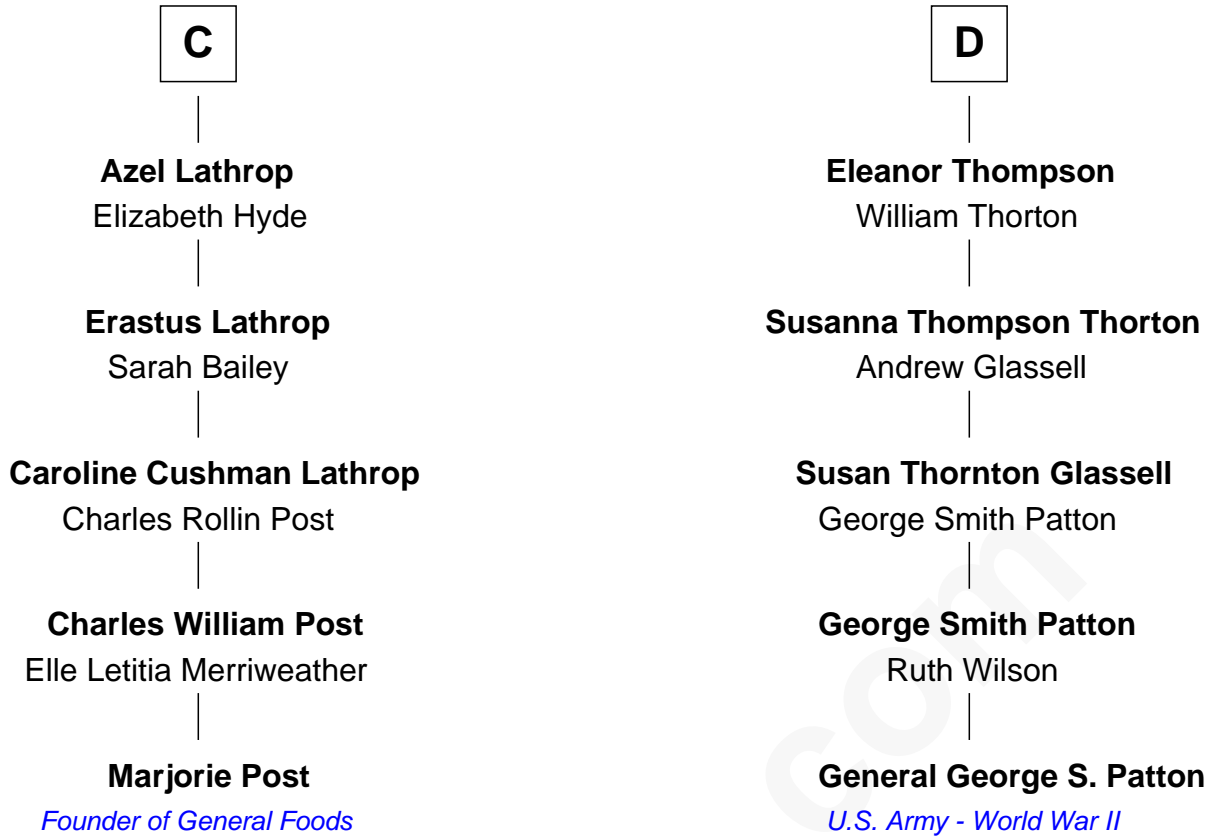 C
Azel Lathrop
Elizabeth Hyde
Erastus Lathrop
Sarah Bailey
Caroline Cushman Lathrop
Charles Rollin Post
Charles William Post
Elle Letitia Merriweather
Marjorie Post
Founder of General Foods
D
Eleanor Thompson
William Thorton
Susanna Thompson Thorton
Andrew Glassell
Susan Thornton Glassell
George Smith Patton
George Smith Patton
Ruth Wilson
General George S. Patton
U.S. Army - World War II
com